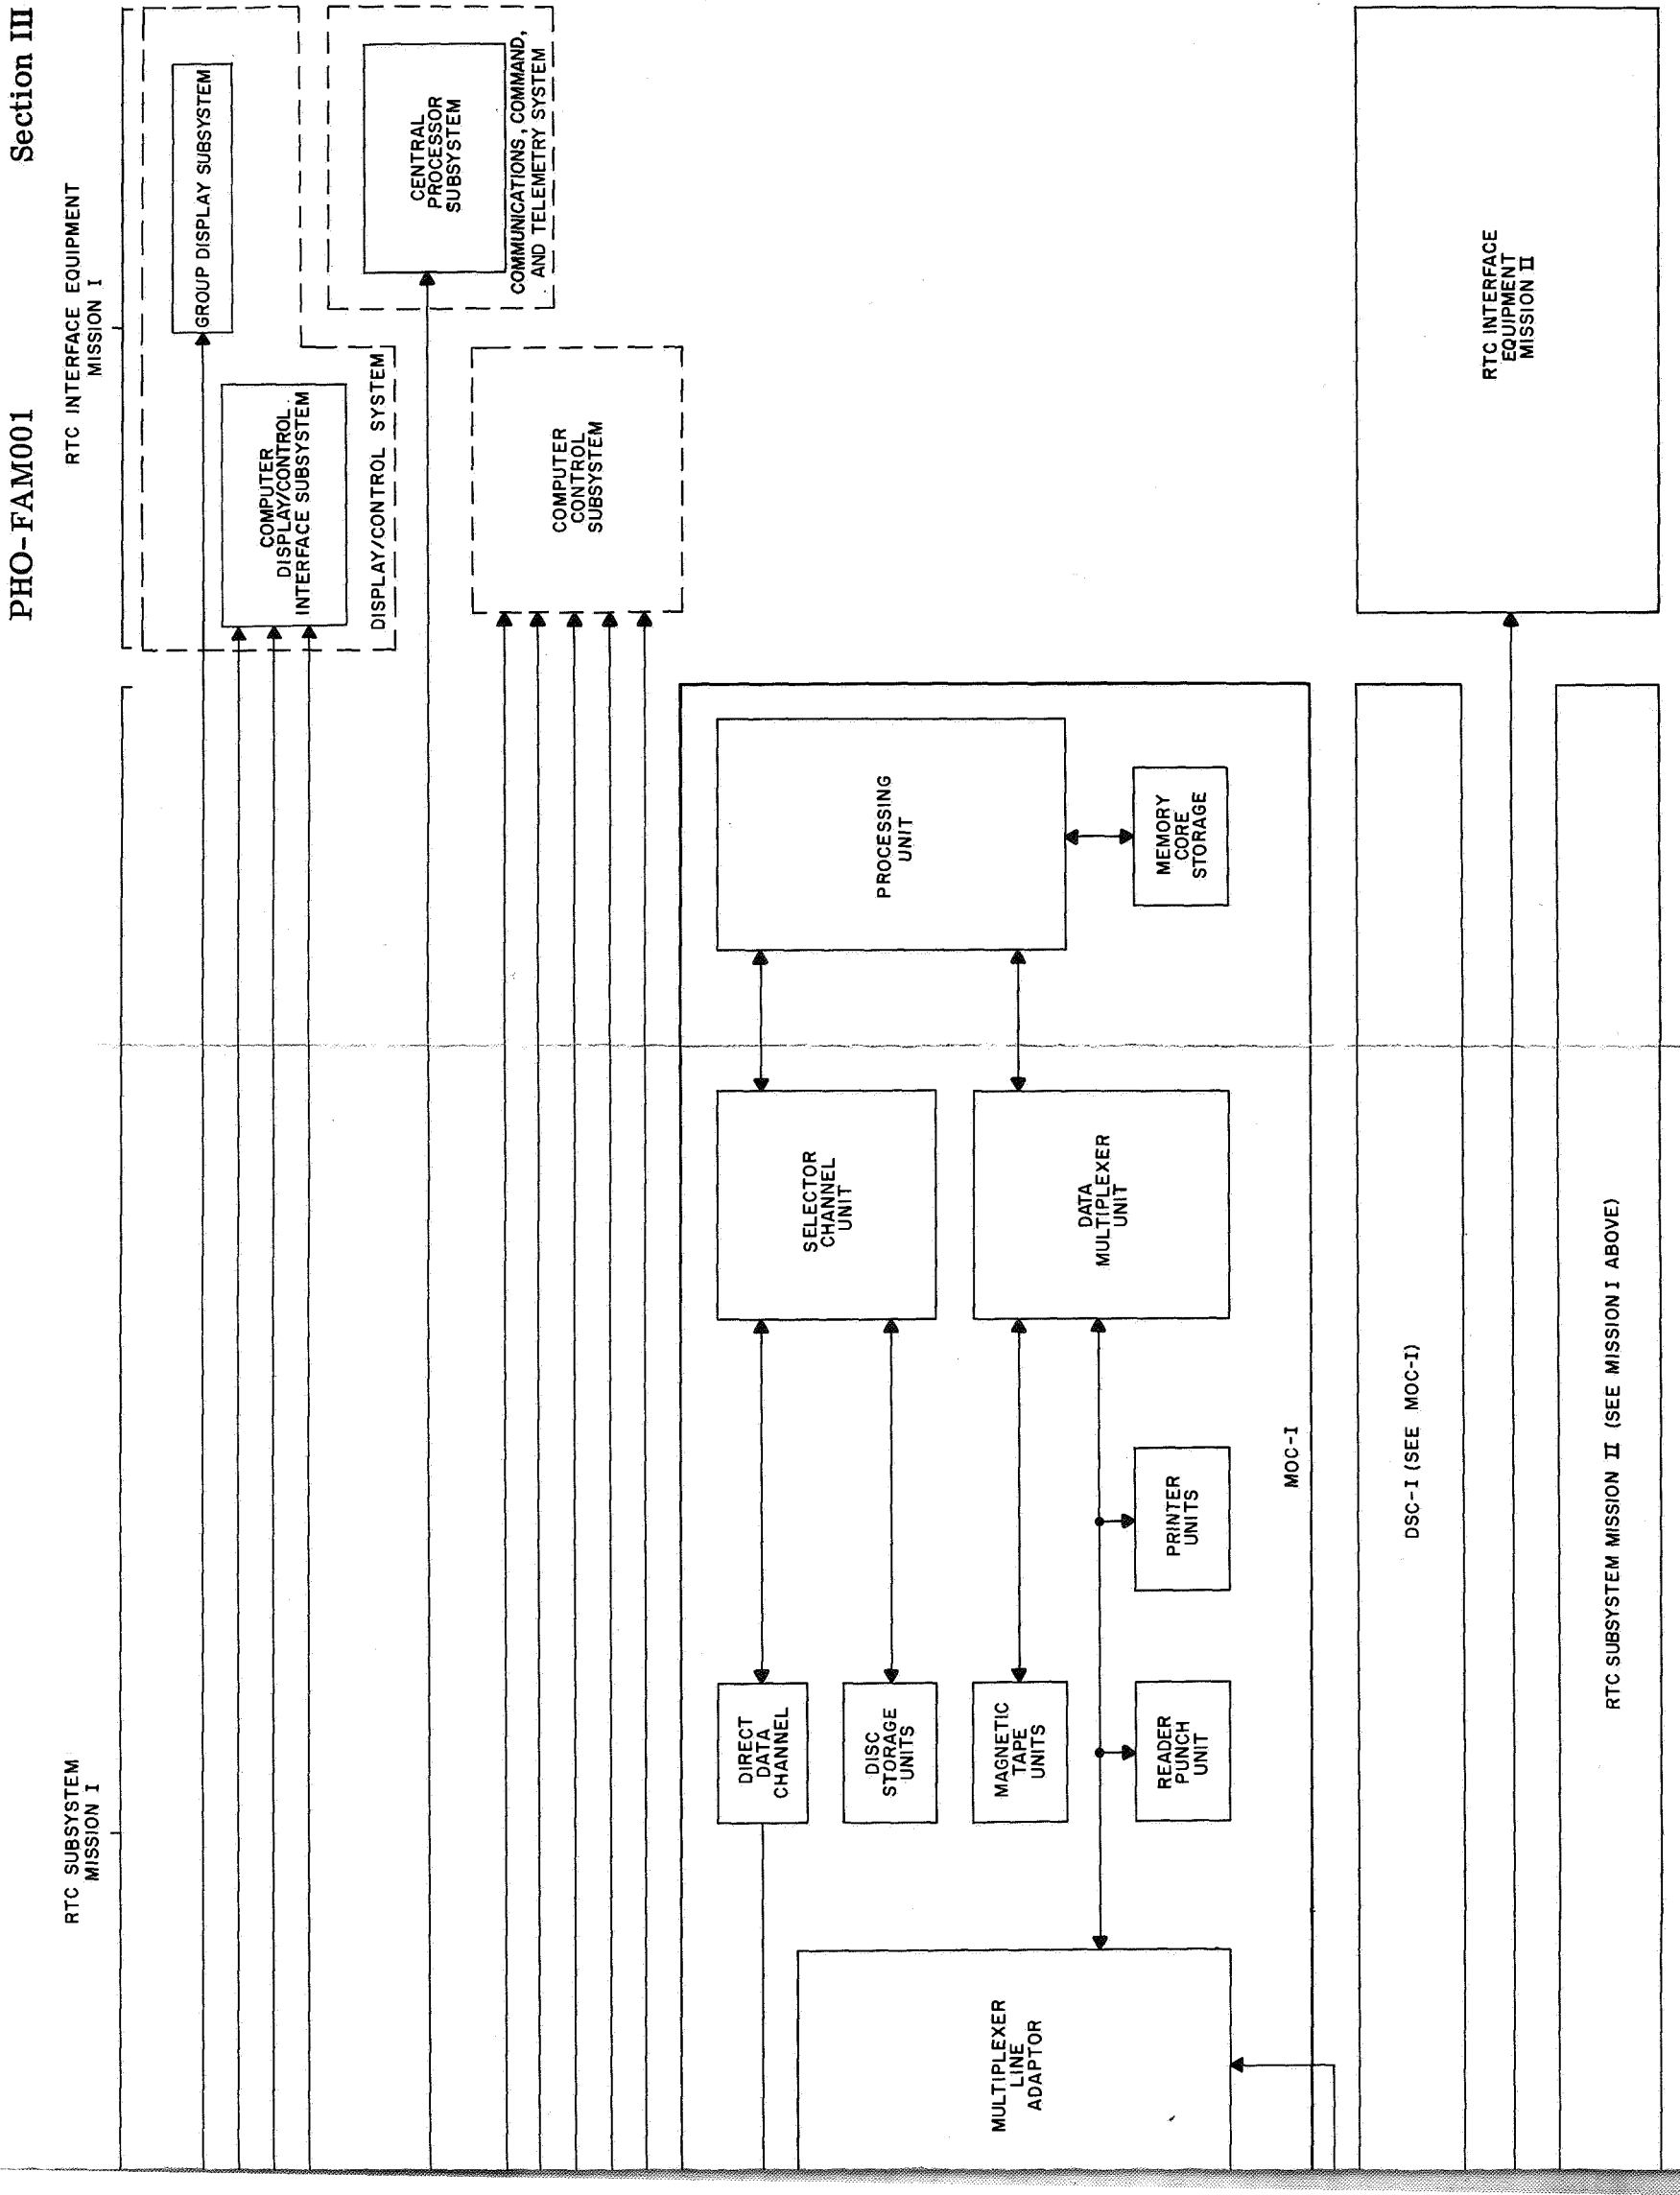 PHO-FAM001
Section III
RTC SUBSYSTEM
MISSION I
RTC INTERFACE EQUIPMENT
MISSION I
GROUP DISPLAY SUBSYSTEM
COMPUTER
DISPLAY/CONTROL
INTERFACE SUBSYSTEM
DISPLAY/CONTROL SYSTEM
CENTRAL
PROCESSOR
SUBSYSTEM
COMMUNICATIONS, COMMAND,
AND TELEMETRY SYSTEM
COMPUTER
CONTROL
SUBSYSTEM
DIRECT
DATA
CHANNEL
SELECTOR
CHANNEL
UNIT
PROCESSING
UNIT
DISC
STORAGE
UNITS
MULTIPLEXER
LINE
ADAPTOR
MAGNETIC
TAPE
UNITS
DATA
MULTIPLEXER
UNIT
READER
PUNCH
UNIT
PRINTER
UNITS
MEMORY
CORE
STORAGE
MOC-I
DSC-I (SEE MOC-I)
RTC INTERFACE
EQUIPMENT
MISSION II
RTC SUBSYSTEM MISSION II (SEE MISSION I ABOVE)